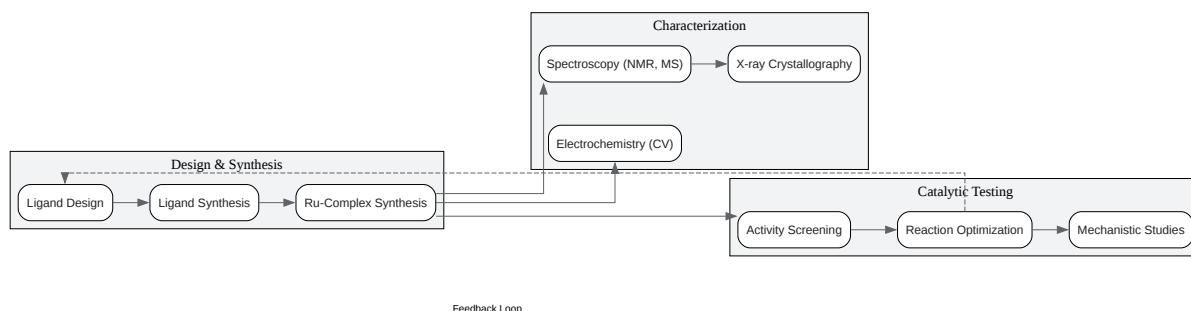 Characterization
Spectroscopy (NMR, MS)
X-ray Crystallography
Electrochemistry (CV)
Design & Synthesis
Ligand Design
Ligand Synthesis
Ru-Complex Synthesis
Catalytic Testing
Activity Screening
Reaction Optimization
Mechanistic Studies
Feedback Loop